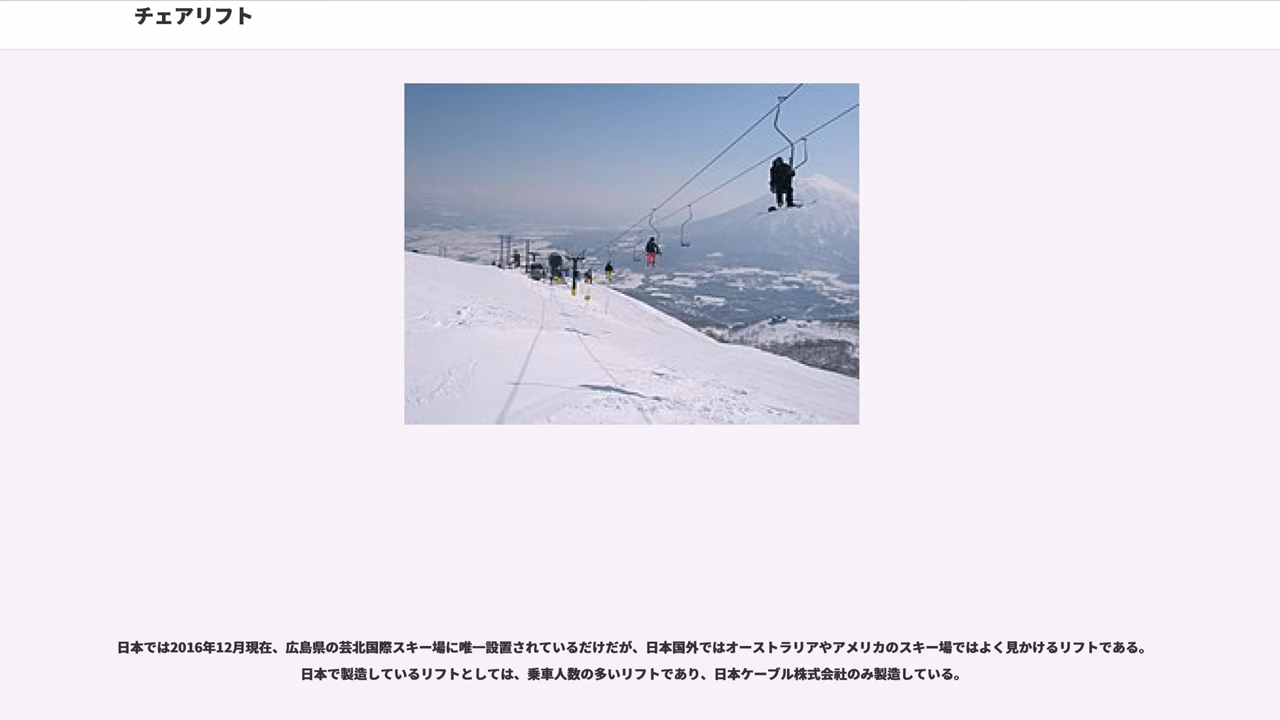 チェアリフト
日本では2016年12月現在、広島県の芸北国際スキー場に唯一設置されているだけだが、日本国外ではオーストラリアやアメリカのスキー場ではよく見かけるリフトである。
日本で製造しているリフトとしては、乗車人数の多いリフトであり、日本ケーブル株式会社のみ製造している。